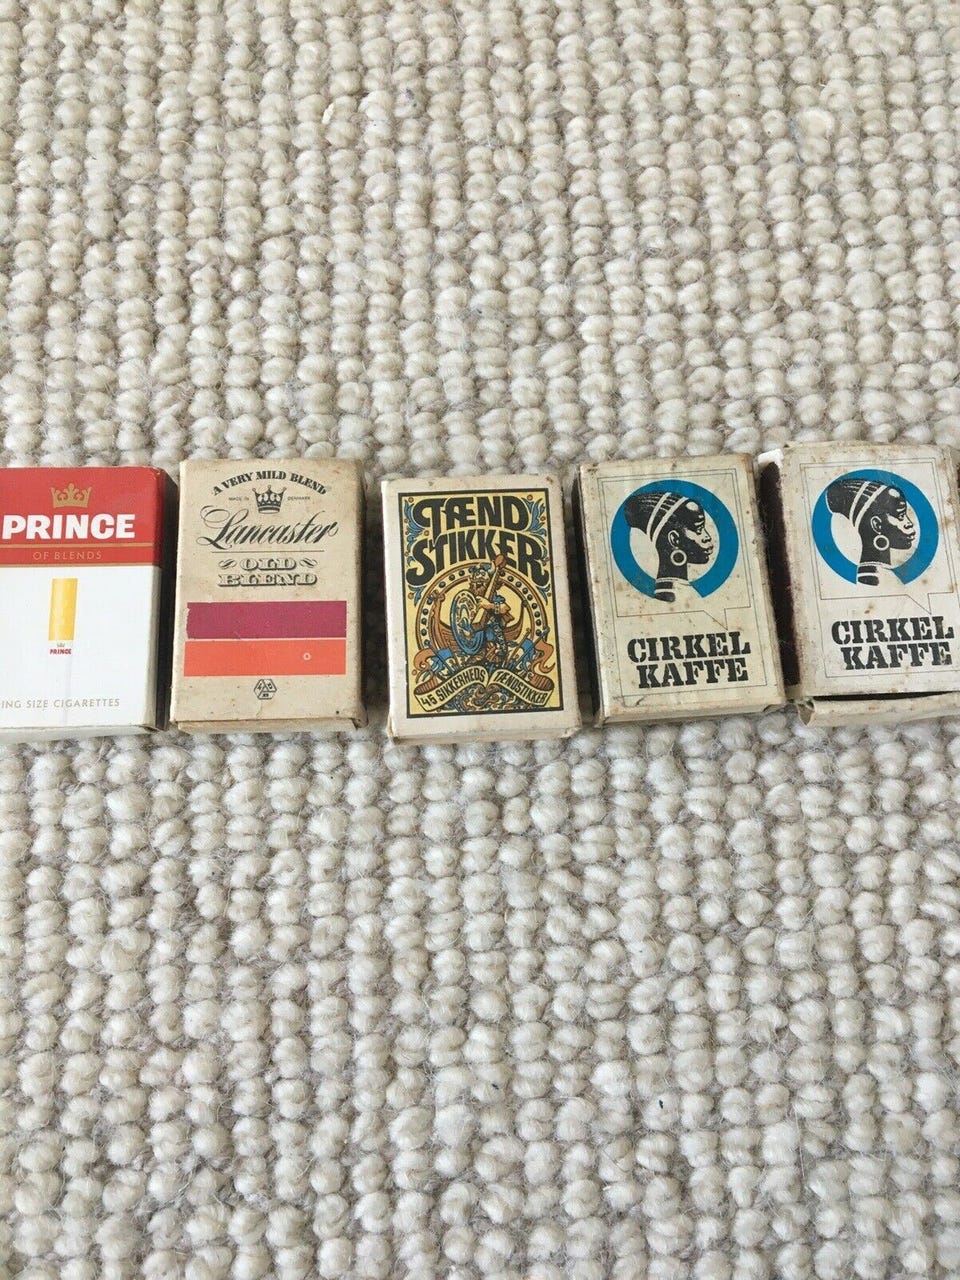 PRINCE
OF BLENDS
PRINCE
ING SIZE CIGARETTES
A VERY MILD BLEND
MADE IN DENMARK
Lancaster
OLD
BLEND
TÆND
STIKKER
45 SIKKERHEDS TÆNDSTIKKER
CIRKEL
KAFFE
CIRKEL
KAFFE